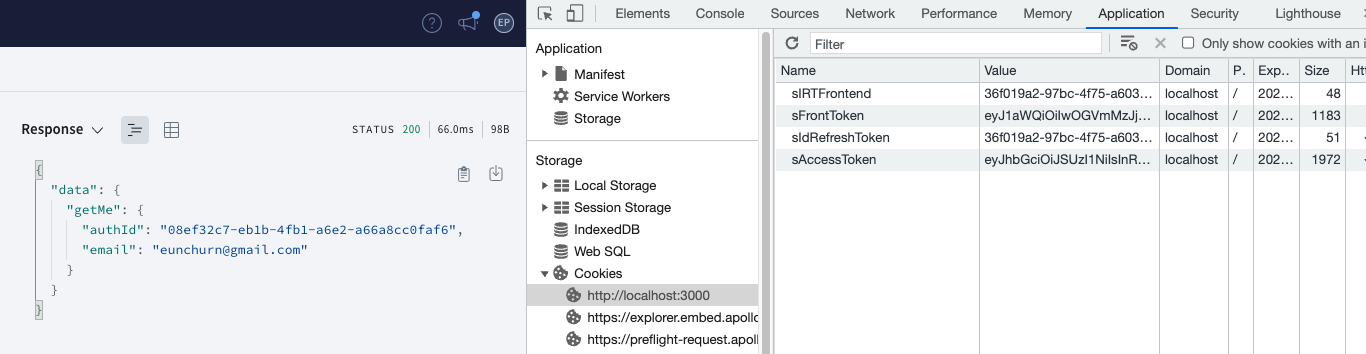 ?
EP
Response
STATUS 200
66.0ms
98B
{
"data": {
"getMe": {
"authId": "08ef32c7-eb1b-4fb1-a6e2-a66a8cc0faf6",
"email": "eunchurn@gmail.com"
}
}
}
Elements Console Sources Network Performance Memory Application Security Lighthouse
Application
Manifest
Service Workers
Storage
Storage
Local Storage
Session Storage
IndexedDB
Web SQL
Cookies
http://localhost:3000
https://explorer.embed.apollo
https://preflight-request.apoll
Filter
Only show cookies with an i
Name Value Domain P. Exp.. Size Htt
sIRTFrontend 36f019a2-97bc-4f75-a603... localhost / 202... 48
sFrontToken eyJ1aWQiOiIwOGVmMzJj... localhost / 202... 1183
sIdRefreshToken 36f019a2-97bc-4f75-a603... localhost / 202... 51
sAccessToken eyJhbGciOiJSUzI1NiIsInR... localhost / 202... 1972